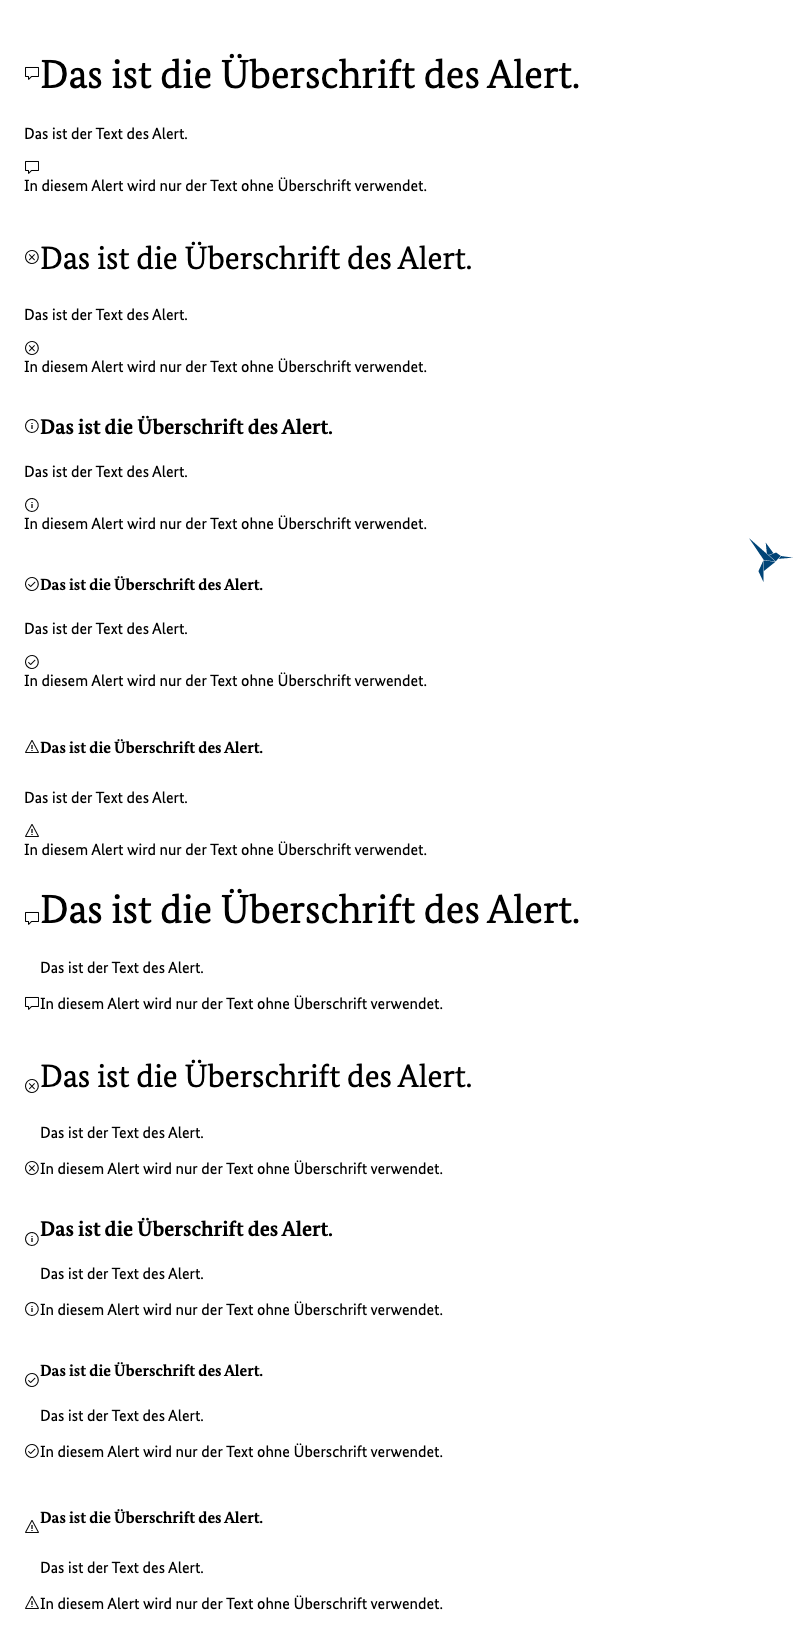 Das ist die Überschrift des Alert.
Das ist der Text des Alert.
In diesem Alert wird nur der Text ohne Überschrift verwendet.
Das ist die Überschrift des Alert.
Das ist der Text des Alert.
In diesem Alert wird nur der Text ohne Überschrift verwendet.
Das ist die Überschrift des Alert.
Das ist der Text des Alert.
In diesem Alert wird nur der Text ohne Überschrift verwendet.
Das ist die Überschrift des Alert.
Das ist der Text des Alert.
In diesem Alert wird nur der Text ohne Überschrift verwendet.
Das ist die Überschrift des Alert.
Das ist der Text des Alert.
In diesem Alert wird nur der Text ohne Überschrift verwendet.
Das ist die Überschrift des Alert.
Das ist der Text des Alert.
In diesem Alert wird nur der Text ohne Überschrift verwendet.
Das ist die Überschrift des Alert.
Das ist der Text des Alert.
In diesem Alert wird nur der Text ohne Überschrift verwendet.
Das ist die Überschrift des Alert.
Das ist der Text des Alert.
In diesem Alert wird nur der Text ohne Überschrift verwendet.
Das ist die Überschrift des Alert.
Das ist der Text des Alert.
In diesem Alert wird nur der Text ohne Überschrift verwendet.
Das ist die Überschrift des Alert.
Das ist der Text des Alert.
In diesem Alert wird nur der Text ohne Überschrift verwendet.